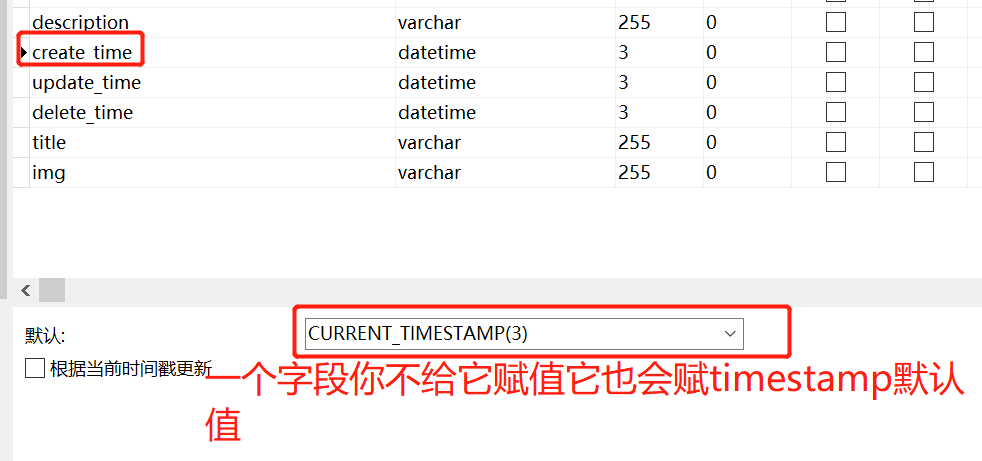 description varchar 255 0
create_time datetime 3 0
update_time datetime 3 0
delete_time datetime 3 0
title varchar 255 0
img varchar 255 0
默认: CURRENT_TIMESTAMP(3)
根据当前时间戳更新
一个字段你不给它赋值它也会赋timestamp默认
值